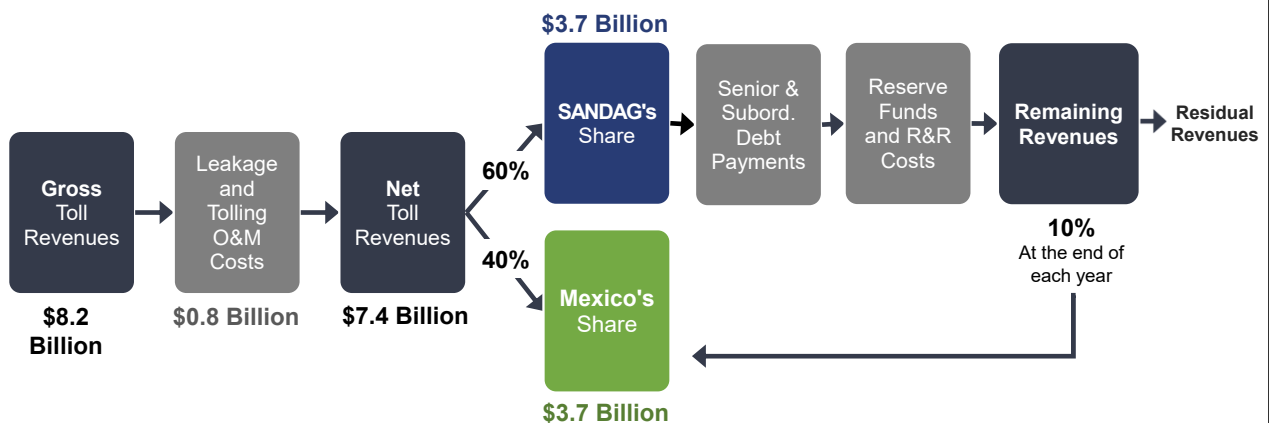 Gross
Toll
Revenues
$8.2
Billion
Leakage
and
Tolling
O&M
Costs
$0.8 Billion
Net
Toll
Revenues
$7.4 Billion
60%
40%
$3.7 Billion
SANDAG's
Share
Mexico's
Share
$3.7 Billion
Senior &
Subord.
Debt
Payments
Reserve
Funds
and R&R
Costs
Remaining
Revenues
10%
At the end of
each year
Residual
Revenues